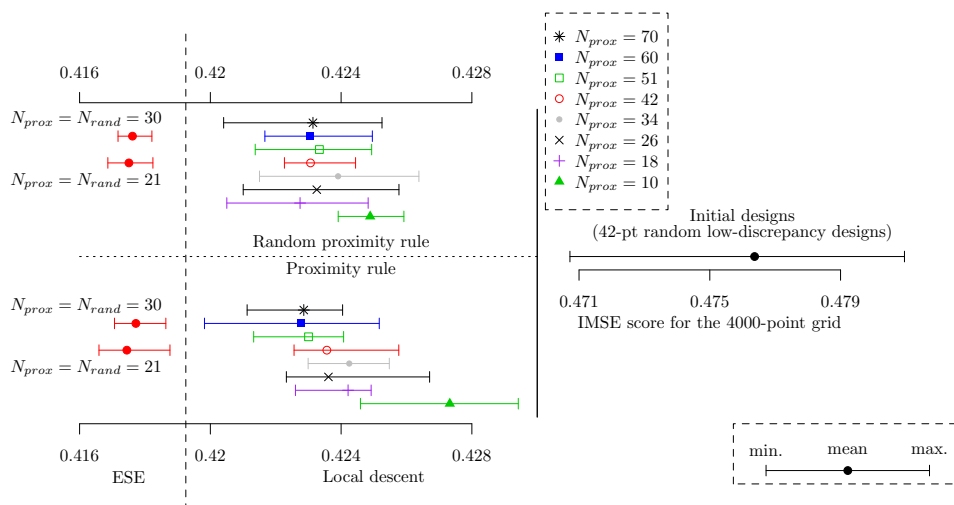 0.416 0.42 0.424 0.428
N_{prox} = N_{rand} = 30
N_{prox} = N_{rand} = 21
Random proximity rule
Proximity rule
N_{prox} = N_{rand} = 30
N_{prox} = N_{rand} = 21
0.416 0.42 0.424 0.428
ESE Local descent
N_{prox} = 70
N_{prox} = 60
N_{prox} = 51
N_{prox} = 42
N_{prox} = 34
N_{prox} = 26
N_{prox} = 18
N_{prox} = 10
Initial designs
(42-pt random low-discrepancy designs)
0.471 0.475 0.479
IMSE score for the 4000-point grid
min. mean max.